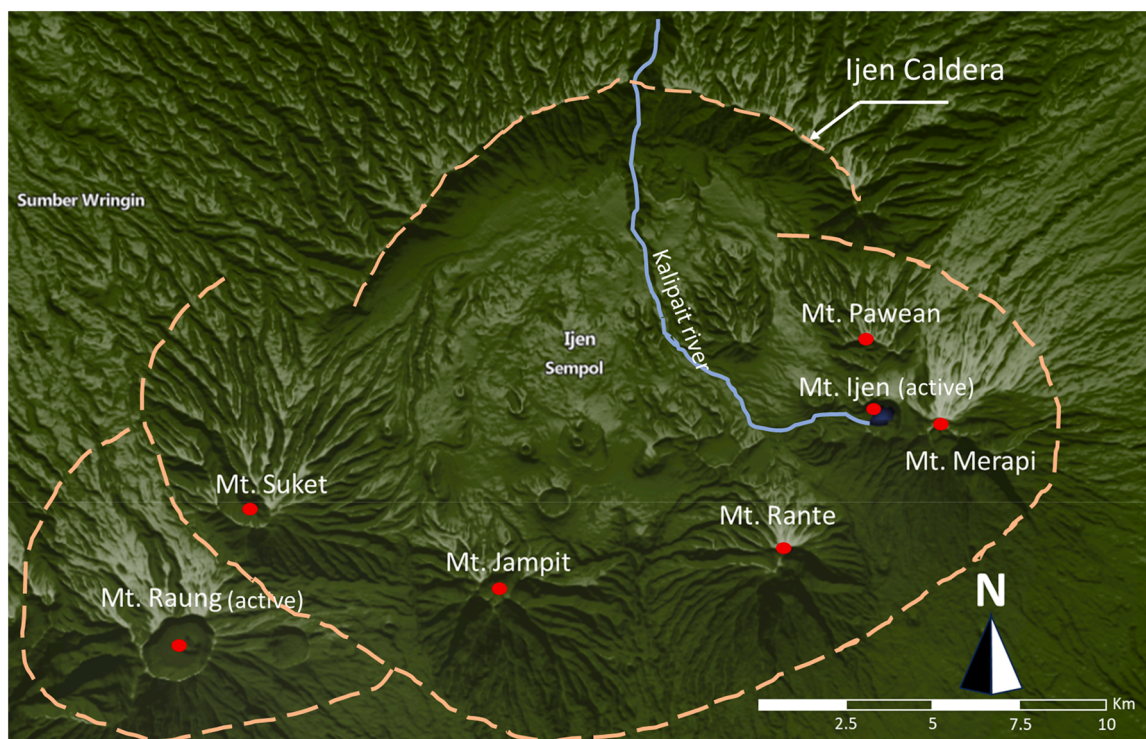 Ijen Caldera
Sumber Wringin
Kalipait river
Mt. Pawean
Ijen
Sempol
Mt. Ijen (active)
Mt. Merapi
Mt. Suket
Mt. Rante
Mt. Jampit
Mt. Raung (active)
N
Km
2.5 5 7.5 10